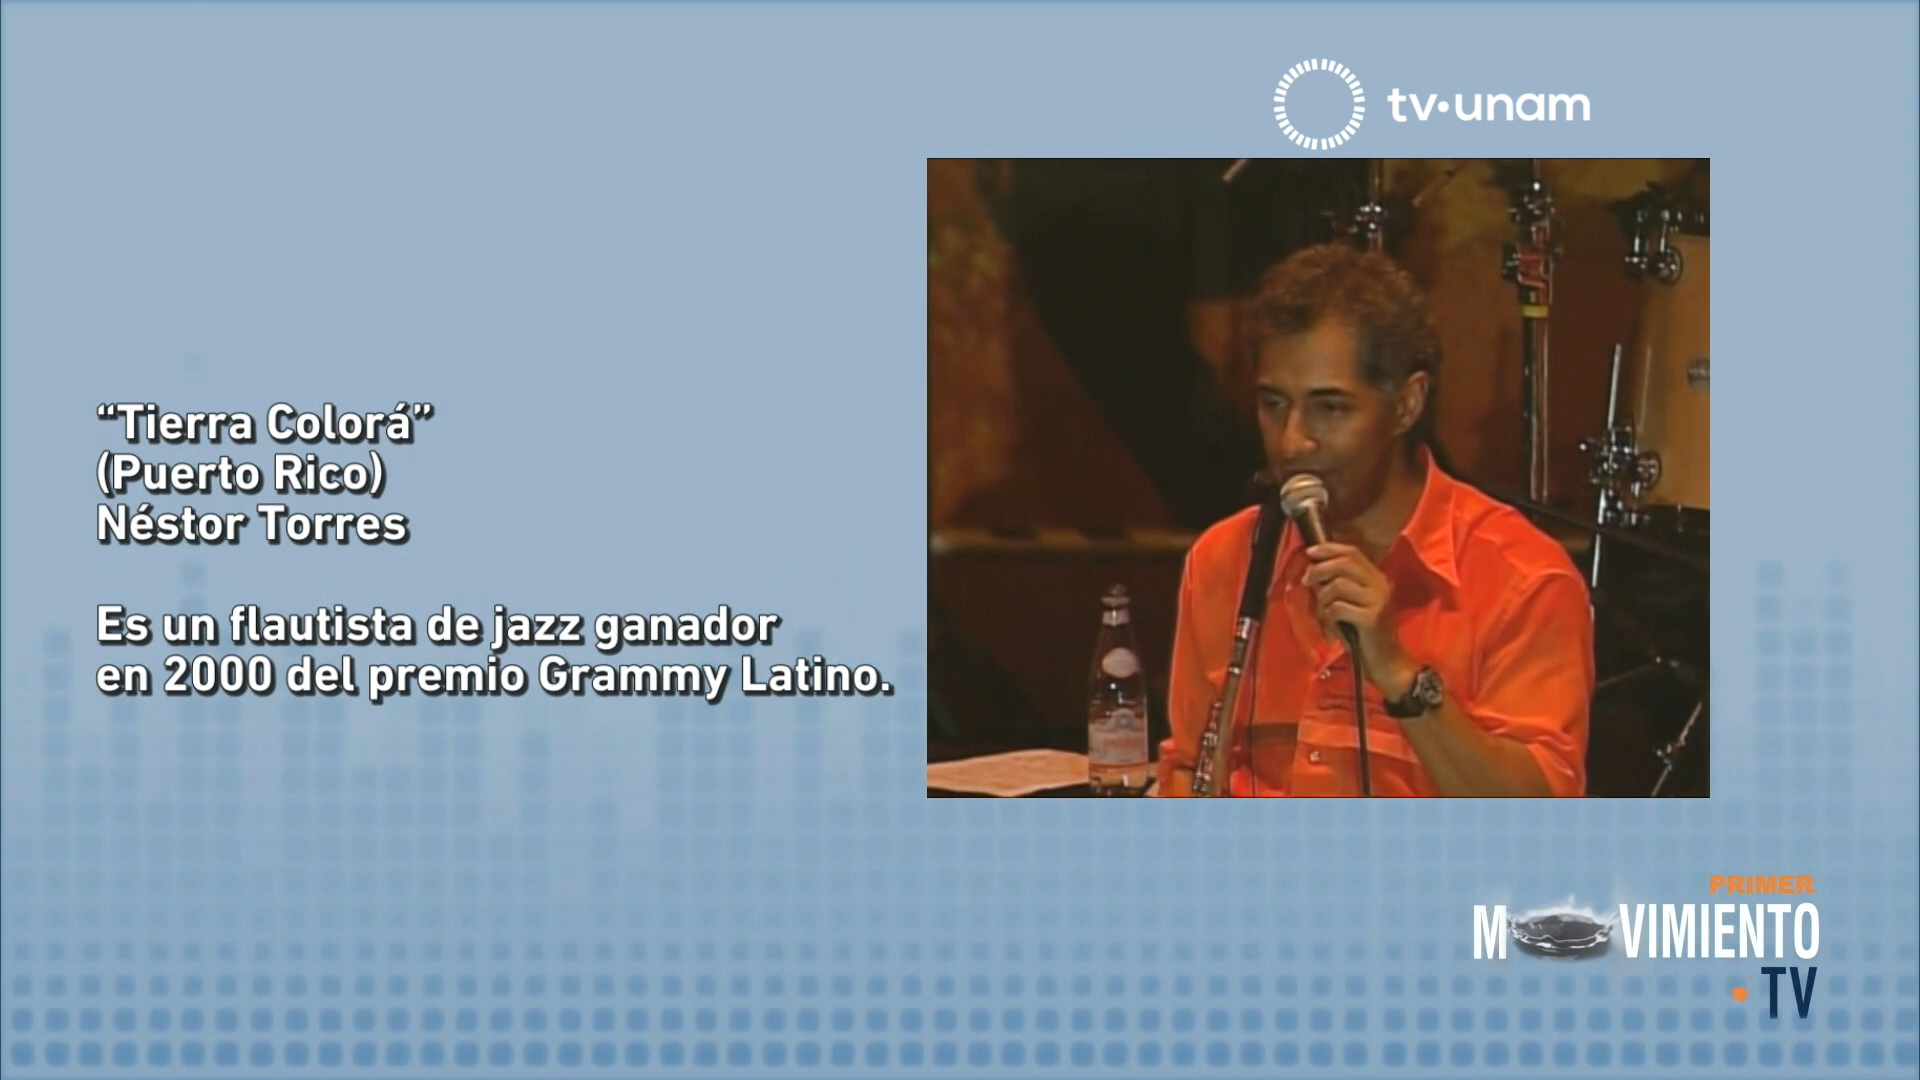 tv·unam
“Tierra Colorá”
(Puerto Rico)
Néstor Torres
Es un flautista de jazz ganador
en 2000 del premio Grammy Latino.
PRIMER
MOVIMIENTO
• TV